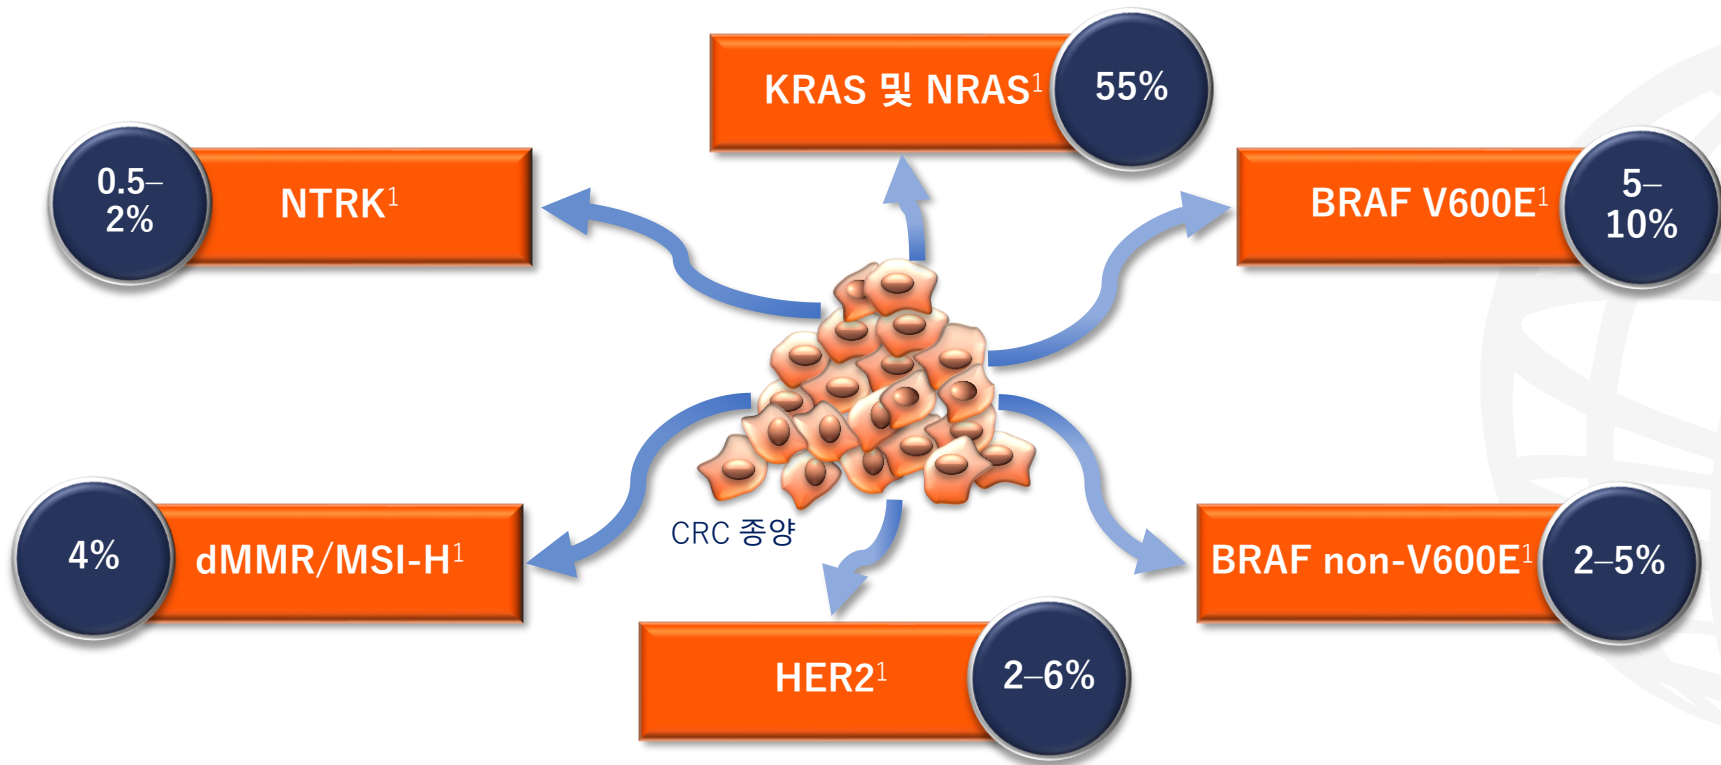 KRAS 및 NRAS¹
55%
0.5–
2%
NTRK¹
BRAF V600E¹
5–
10%
CRC 종양
4%
dMMR/MSI-H¹
BRAF non-V600E¹
2–5%
HER2¹
2–6%